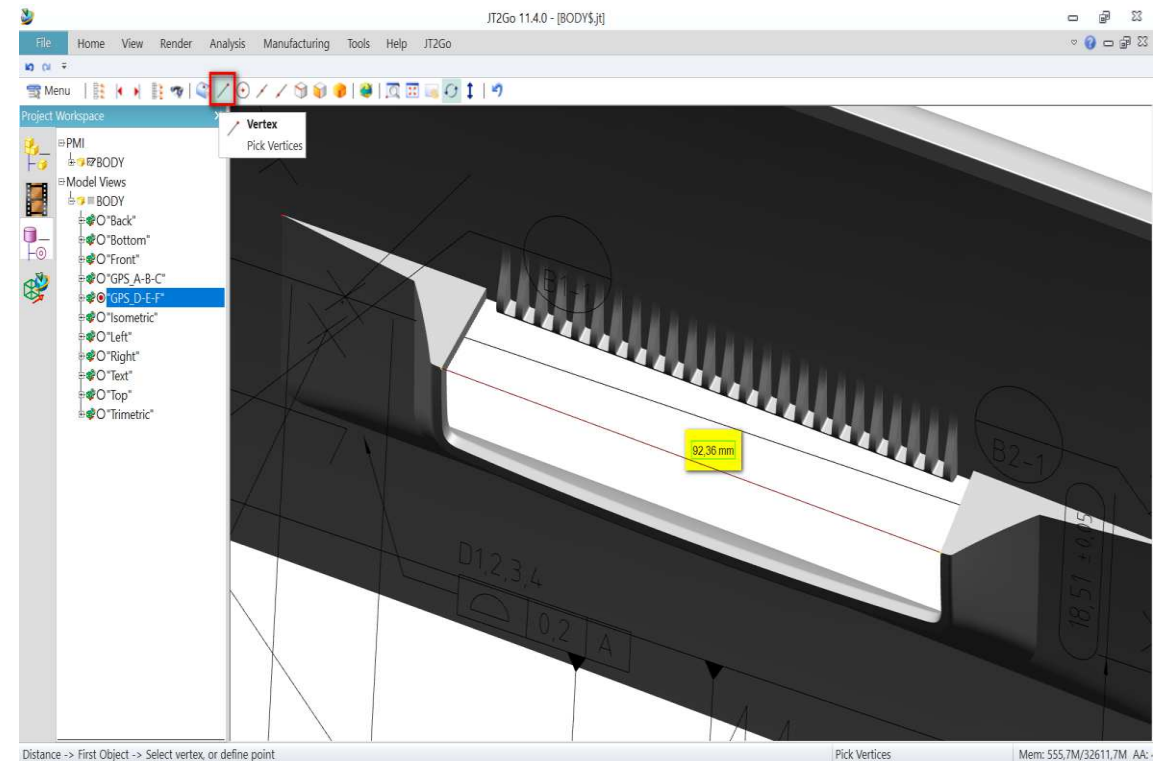 JT2Go 11.4.0 - [BODY$.jt]
File Home View Render Analysis Manufacturing Tools Help JT2Go
Menu
Project Workspace
Vertex
Pick Vertices
PMI
BODY
Model Views
BODY
"Back"
"Bottom"
"Front"
"GPS_A-B-C"
"GPS_D-E-F"
"Isometric"
"Left"
"Right"
"Text"
"Top"
"Trimetric"
B1-1
92,36 mm
B2-1
18,51 ±0,05
D1,2,3,4
0,2 A
Distance -> First Object -> Select vertex, or define point
Pick Vertices
Mem: 555,7M/32611,7M AA: